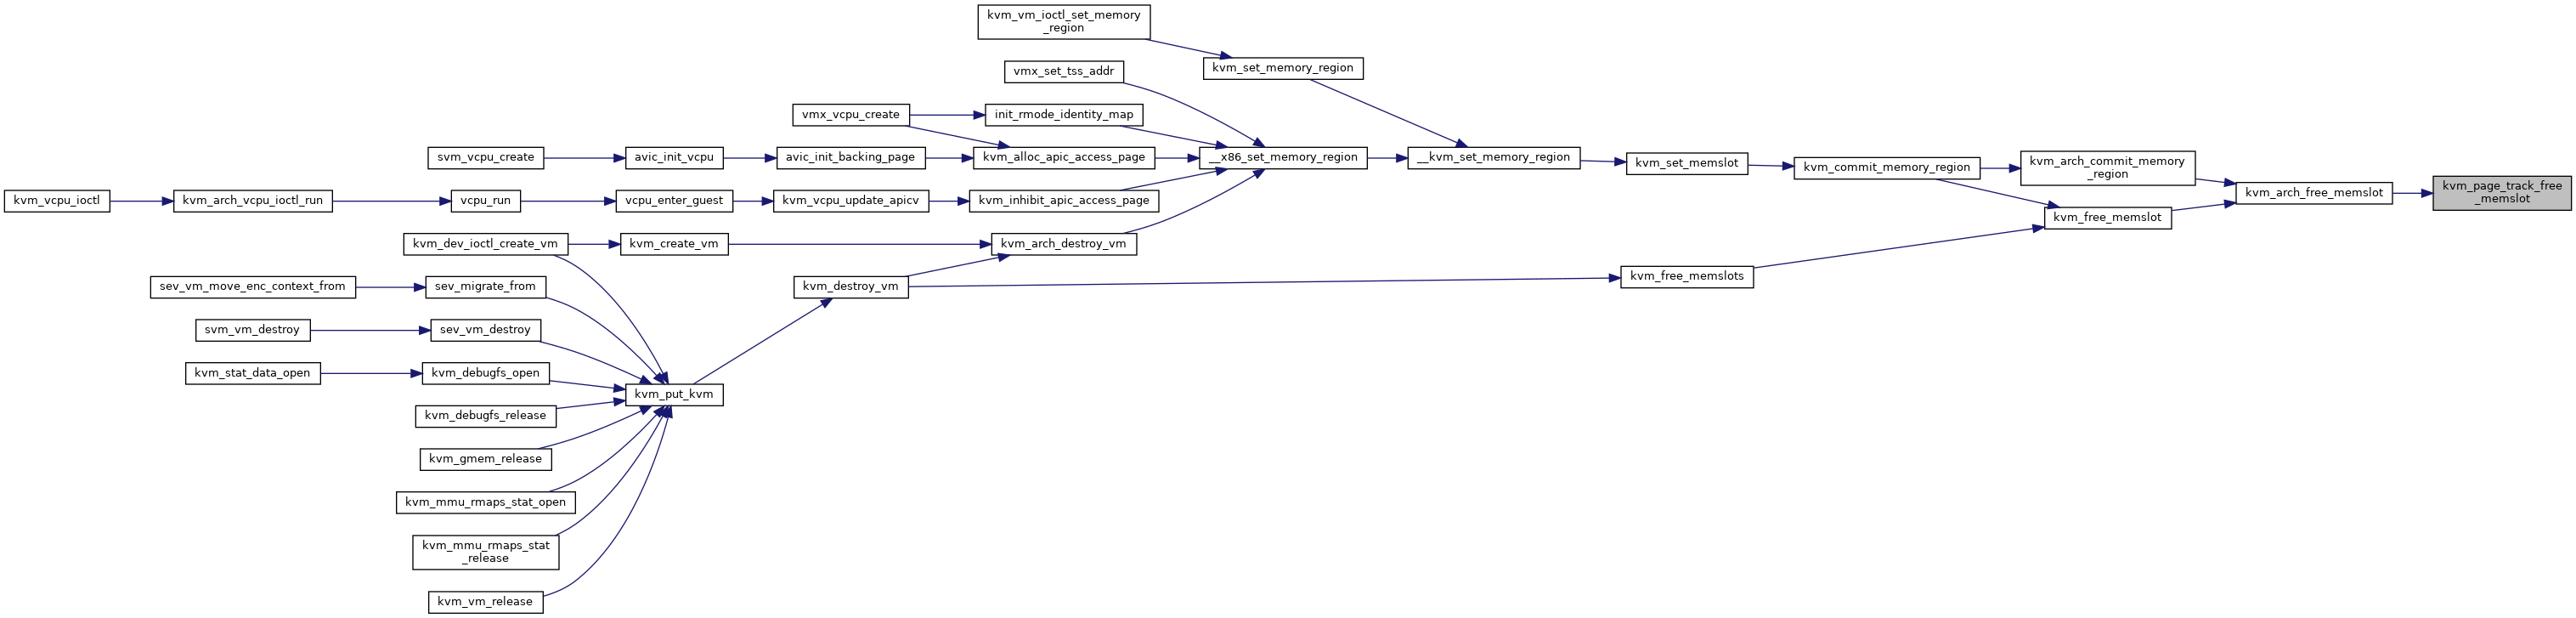 kvm_vm_ioctl_set_memory
_region
kvm_set_memory_region
vmx_set_tss_addr
vmx_vcpu_create
init_rmode_identity_map
svm_vcpu_create
avic_init_vcpu
avic_init_backing_page
kvm_alloc_apic_access_page
__x86_set_memory_region
__kvm_set_memory_region
kvm_set_memslot
kvm_commit_memory_region
kvm_arch_commit_memory
_region
kvm_arch_free_memslot
kvm_page_track_free
_memslot
kvm_vcpu_ioctl
kvm_arch_vcpu_ioctl_run
vcpu_run
vcpu_enter_guest
kvm_vcpu_update_apicv
kvm_inhibit_apic_access_page
kvm_free_memslot
kvm_dev_ioctl_create_vm
kvm_create_vm
kvm_arch_destroy_vm
kvm_free_memslots
sev_vm_move_enc_context_from
sev_migrate_from
kvm_destroy_vm
svm_vm_destroy
sev_vm_destroy
kvm_stat_data_open
kvm_debugfs_open
kvm_put_kvm
kvm_debugfs_release
kvm_gmem_release
kvm_mmu_rmaps_stat_open
kvm_mmu_rmaps_stat
_release
kvm_vm_release